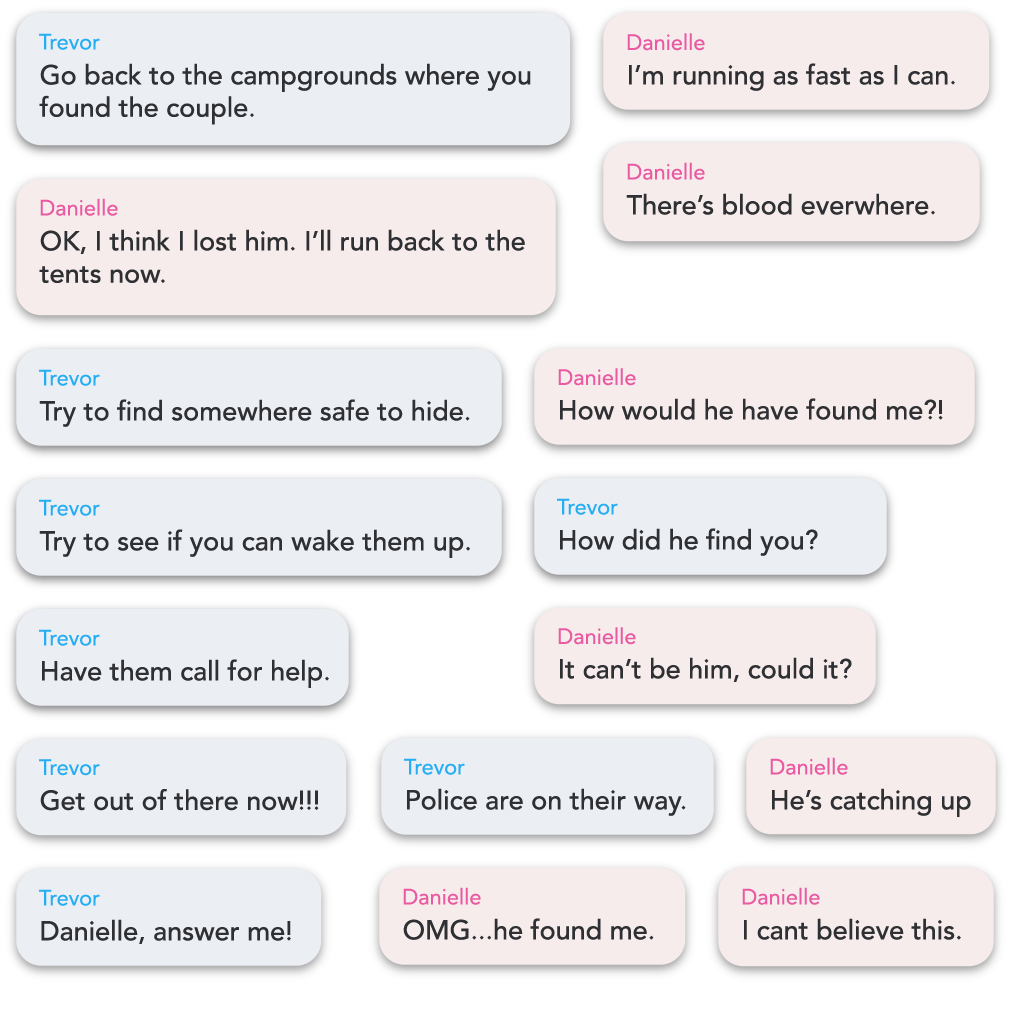 Trevor
Go back to the campgrounds where you
found the couple.
Danielle
I'm running as fast as I can.
Danielle
There's blood everwhere.
Danielle
OK, I think I lost him. I'll run back to the
tents now.
Trevor
Try to find somewhere safe to hide.
Danielle
How would he have found me?!
Trevor
Try to see if you can wake them up.
Trevor
How did he find you?
Trevor
Have them call for help.
Danielle
It can't be him, could it?
Trevor
Get out of there now!!!
Trevor
Police are on their way.
Danielle
He's catching up
Trevor
Danielle, answer me!
Danielle
OMG...he found me.
Danielle
I cant believe this.